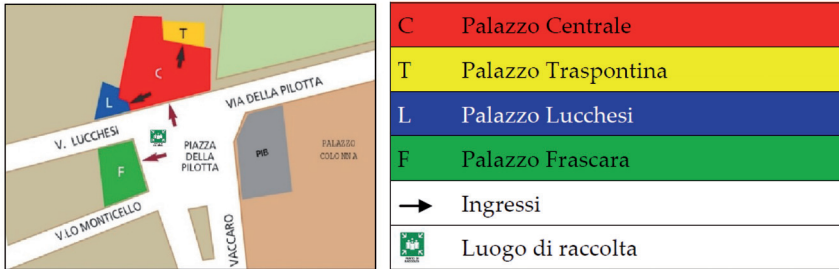 T
C
L
VIA DELLA PILOTTA
V. LUCCHESI
PIAZZA
DELLA
PILOTTA
PIB
PALAZZO
COLONNA
F
V.LO MONTICELLO
VACCARO
C Palazzo Centrale
T Palazzo Traspontina
L Palazzo Lucchesi
F Palazzo Frascara
Ingressi
Luogo di raccolta